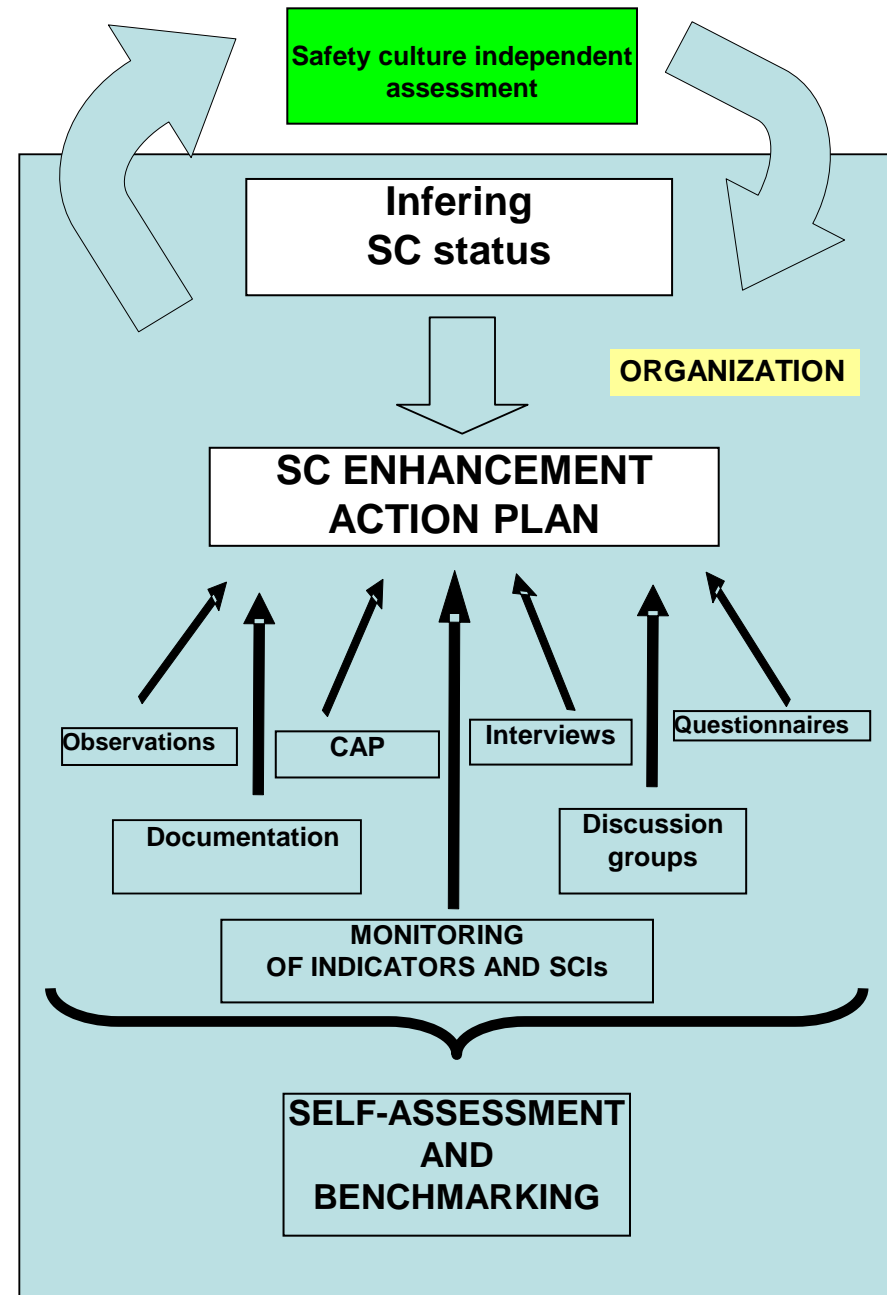 Safety culture independent
assessment
Infering
SC status
ORGANIZATION
SC ENHANCEMENT
ACTION PLAN
Observations
CAP
Interviews
Questionnaires
Documentation
Discussion
groups
MONITORING
OF INDICATORS AND SCIs
SELF-ASSESSMENT
AND
BENCHMARKING